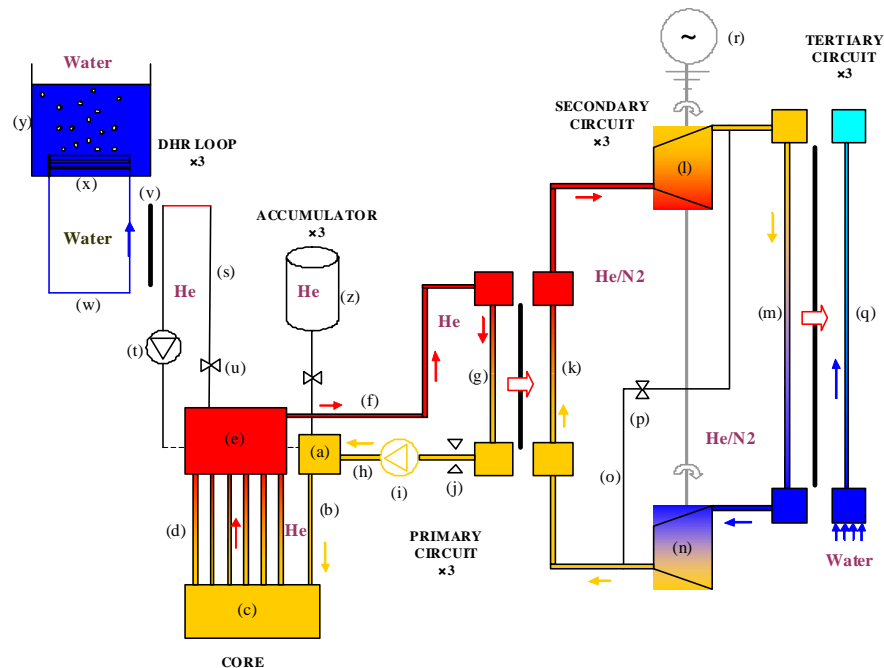 (r)
~
TERTIARY
CIRCUIT
×3
Water
SECONDARY
CIRCUIT
×3
(y)
DHR LOOP
×3
(l)
(x)
(v)
ACCUMULATOR
×3
Water
(s)
He
(z)
He
He/N2
(w)
He
(m)
(q)
(t)
(u)
(g)
(k)
(p)
(f)
He/N2
(e)
(a)
(h)
(i)
(j)
(o)
(d)
He
(b)
PRIMARY
CIRCUIT
×3
(n)
Water
(c)
CORE